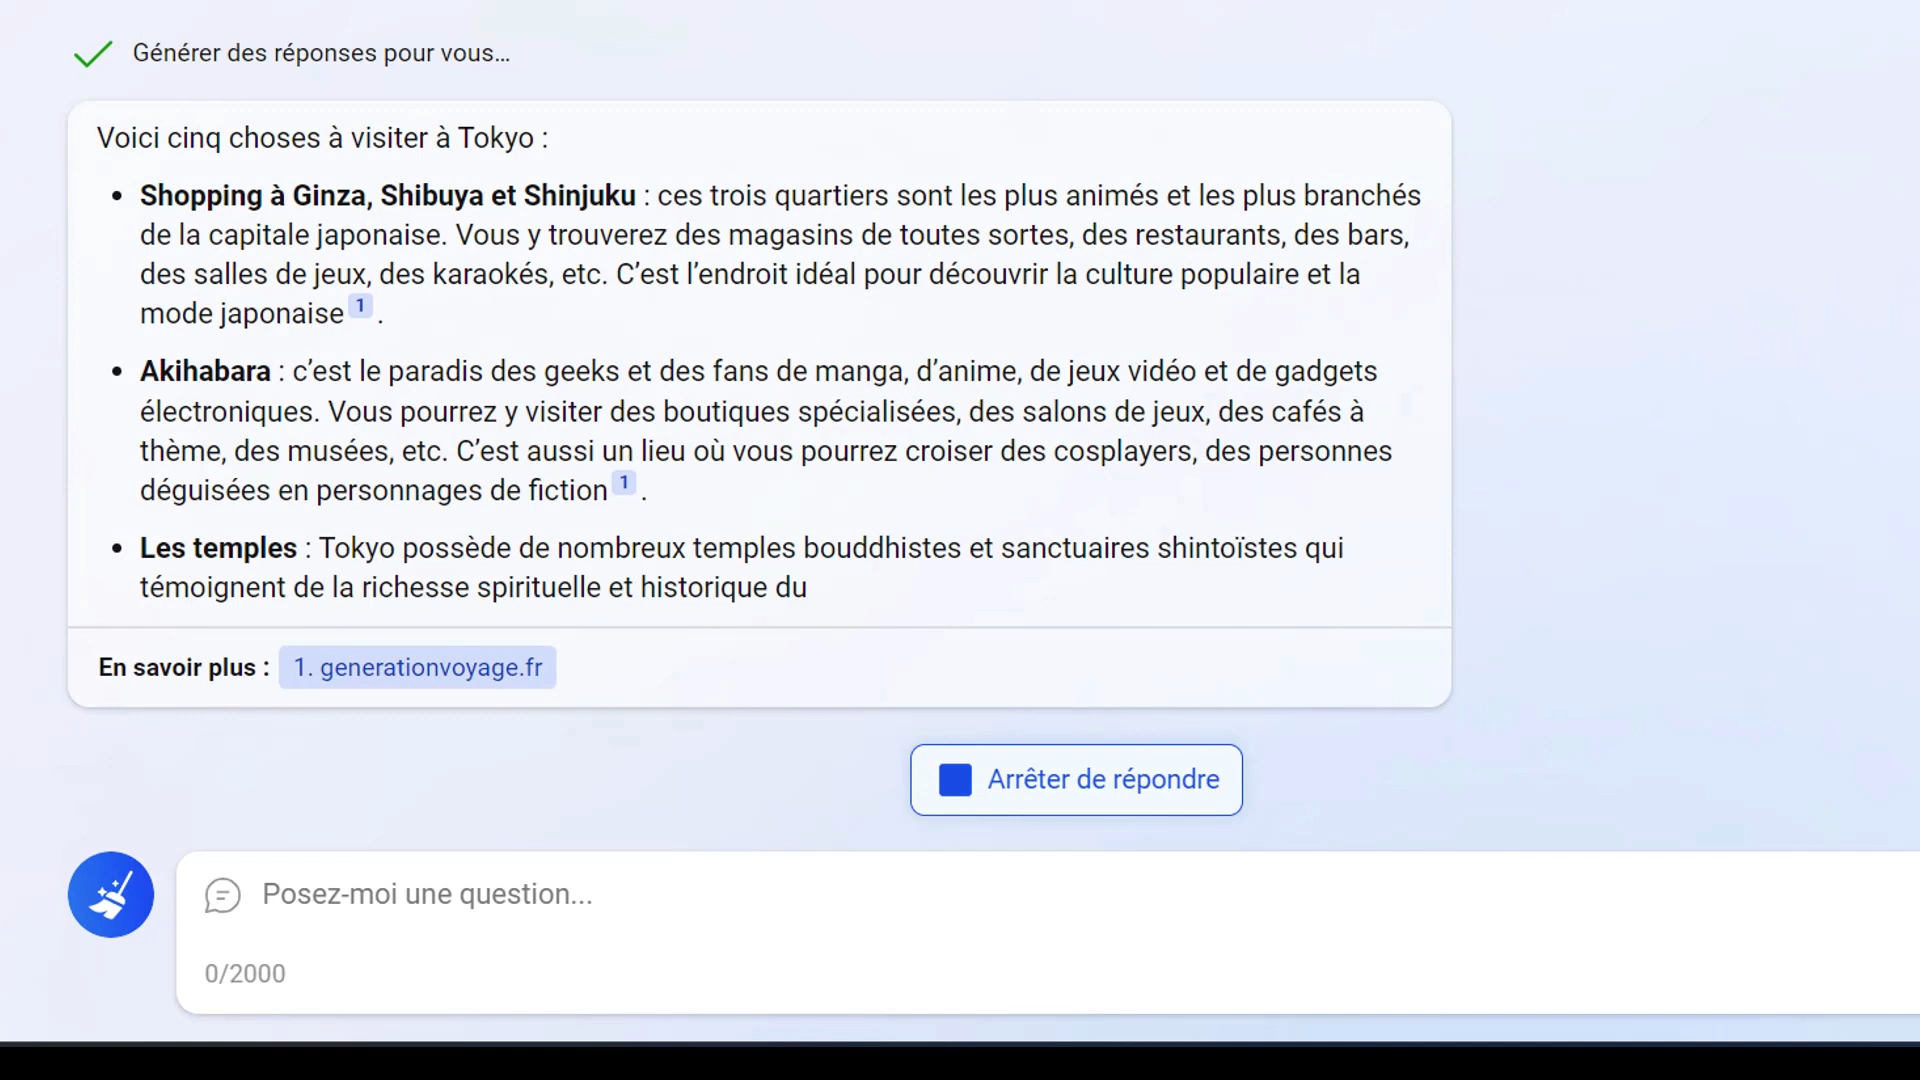 Générer des réponses pour vous…
Voici cinq choses à visiter à Tokyo :
• Shopping à Ginza, Shibuya et Shinjuku : ces trois quartiers sont les plus animés et les plus branchés
de la capitale japonaise. Vous y trouverez des magasins de toutes sortes, des restaurants, des bars,
des salles de jeux, des karaokés, etc. C’est l’endroit idéal pour découvrir la culture populaire et la
mode japonaise 1 .
• Akihabara : c’est le paradis des geeks et des fans de manga, d’anime, de jeux vidéo et de gadgets
électroniques. Vous pourrez y visiter des boutiques spécialisées, des salons de jeux, des cafés à
thème, des musées, etc. C’est aussi un lieu où vous pourrez croiser des cosplayers, des personnes
déguisées en personnages de fiction 1 .
• Les temples : Tokyo possède de nombreux temples bouddhistes et sanctuaires shintoïstes qui
témoignent de la richesse spirituelle et historique du
En savoir plus : 1. generationvoyage.fr
Arrêter de répondre
Posez-moi une question...
0/2000